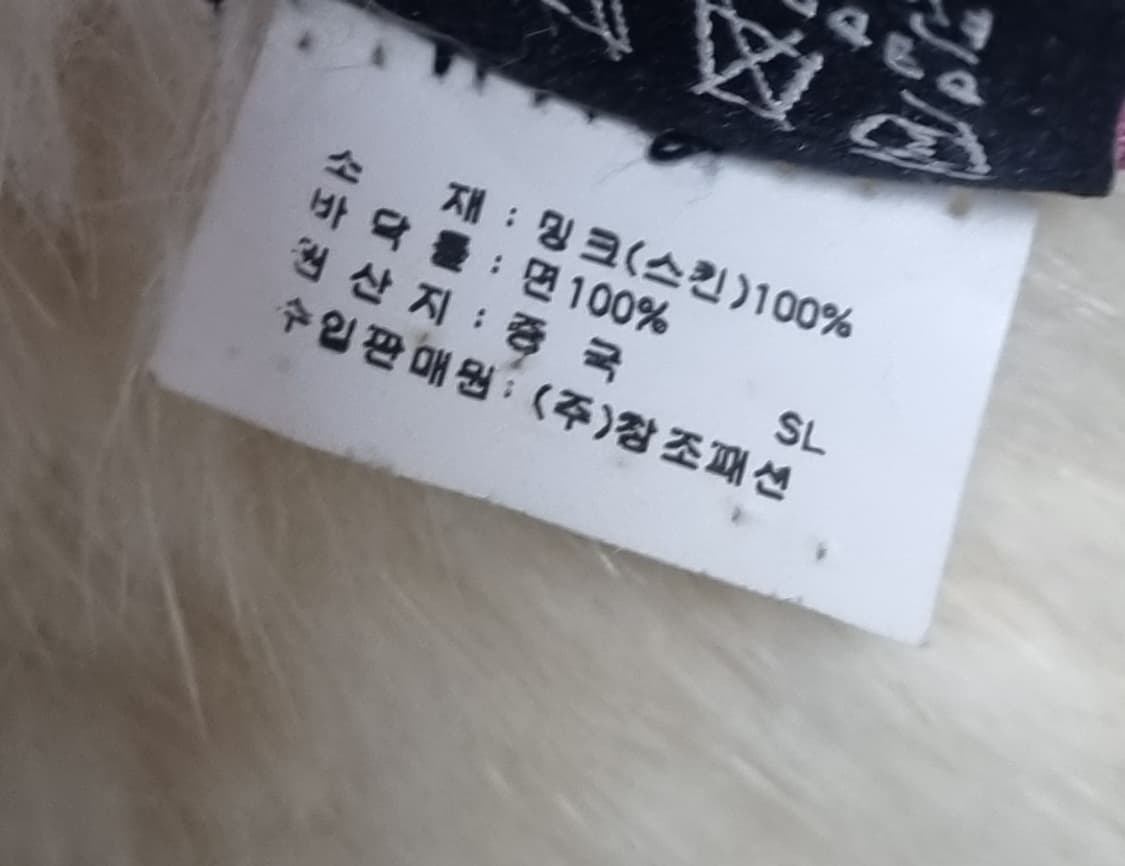 소 재 : 밍크(스킨)100%
바 닥 틀 : 면100%
원 산 지 : 중 국
SL
수입판매원: (주)창조패션